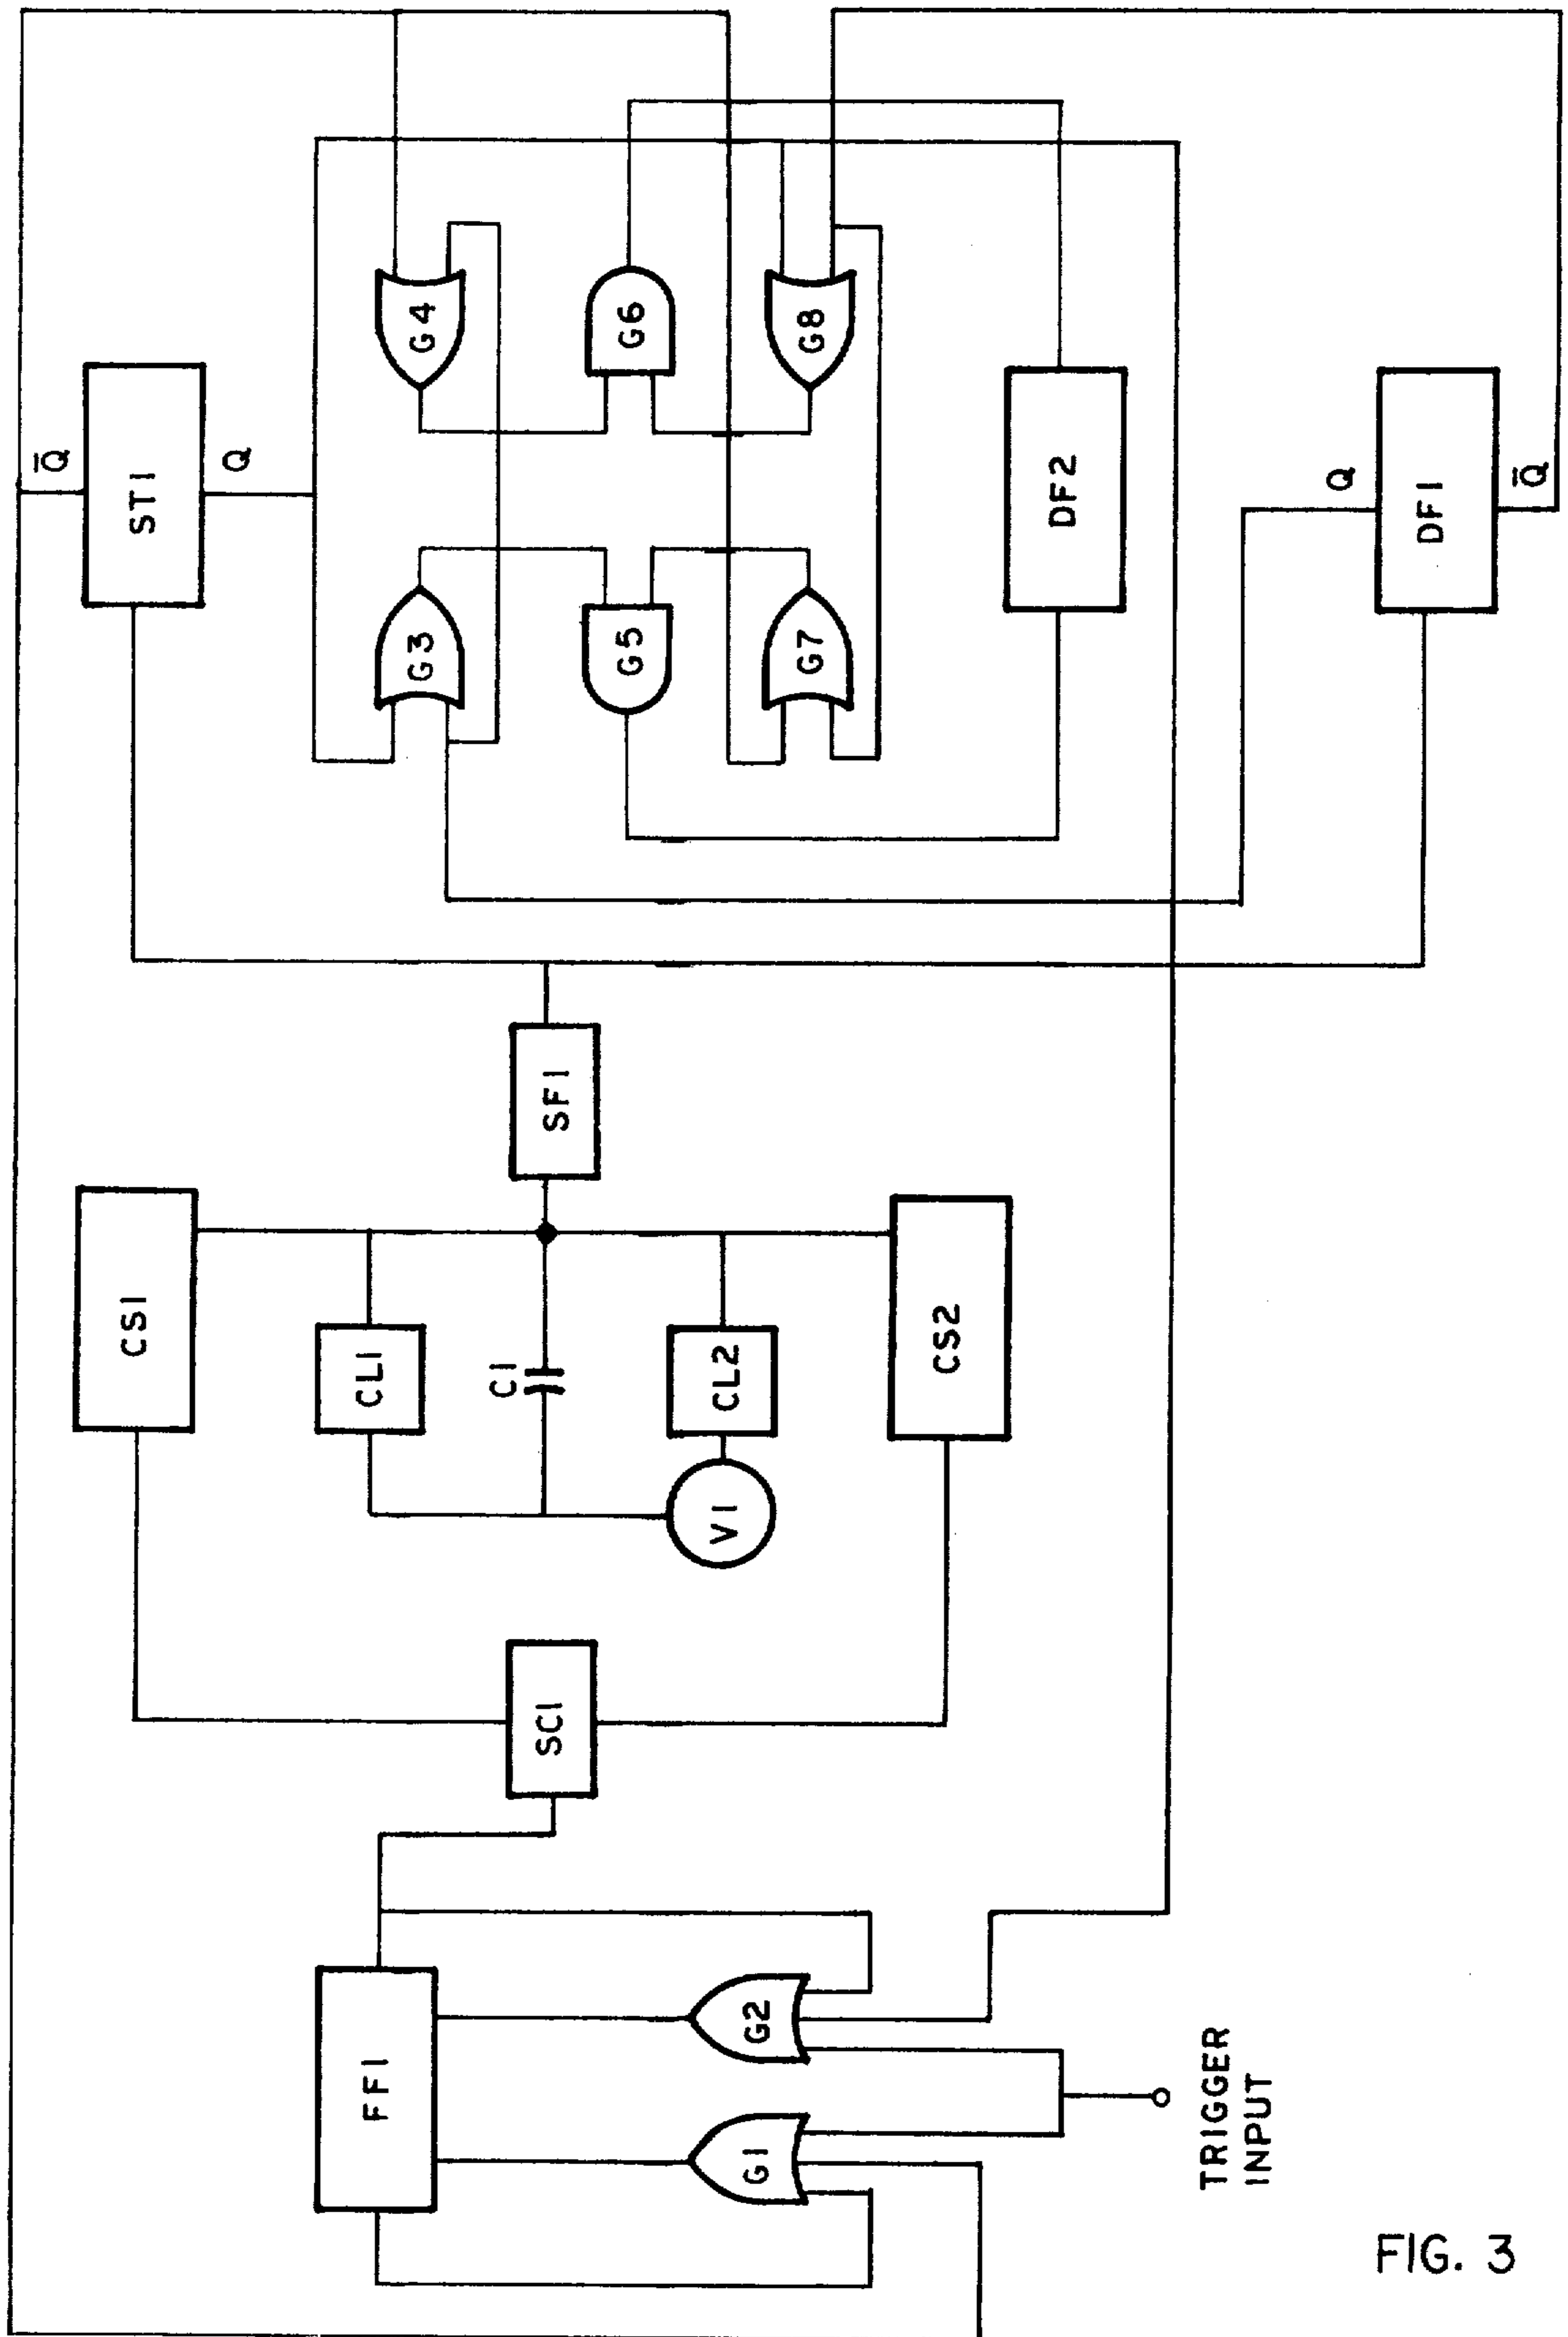 Q̅
ST1
Q
G4
G6
G8
G3
G5
G7
DF2
Q
DF1
Q̅
SF1
CS1
CL1
C1
CL2
CS2
V1
SC1
FF1
G2
G1
TRIGGER
INPUT
FIG. 3